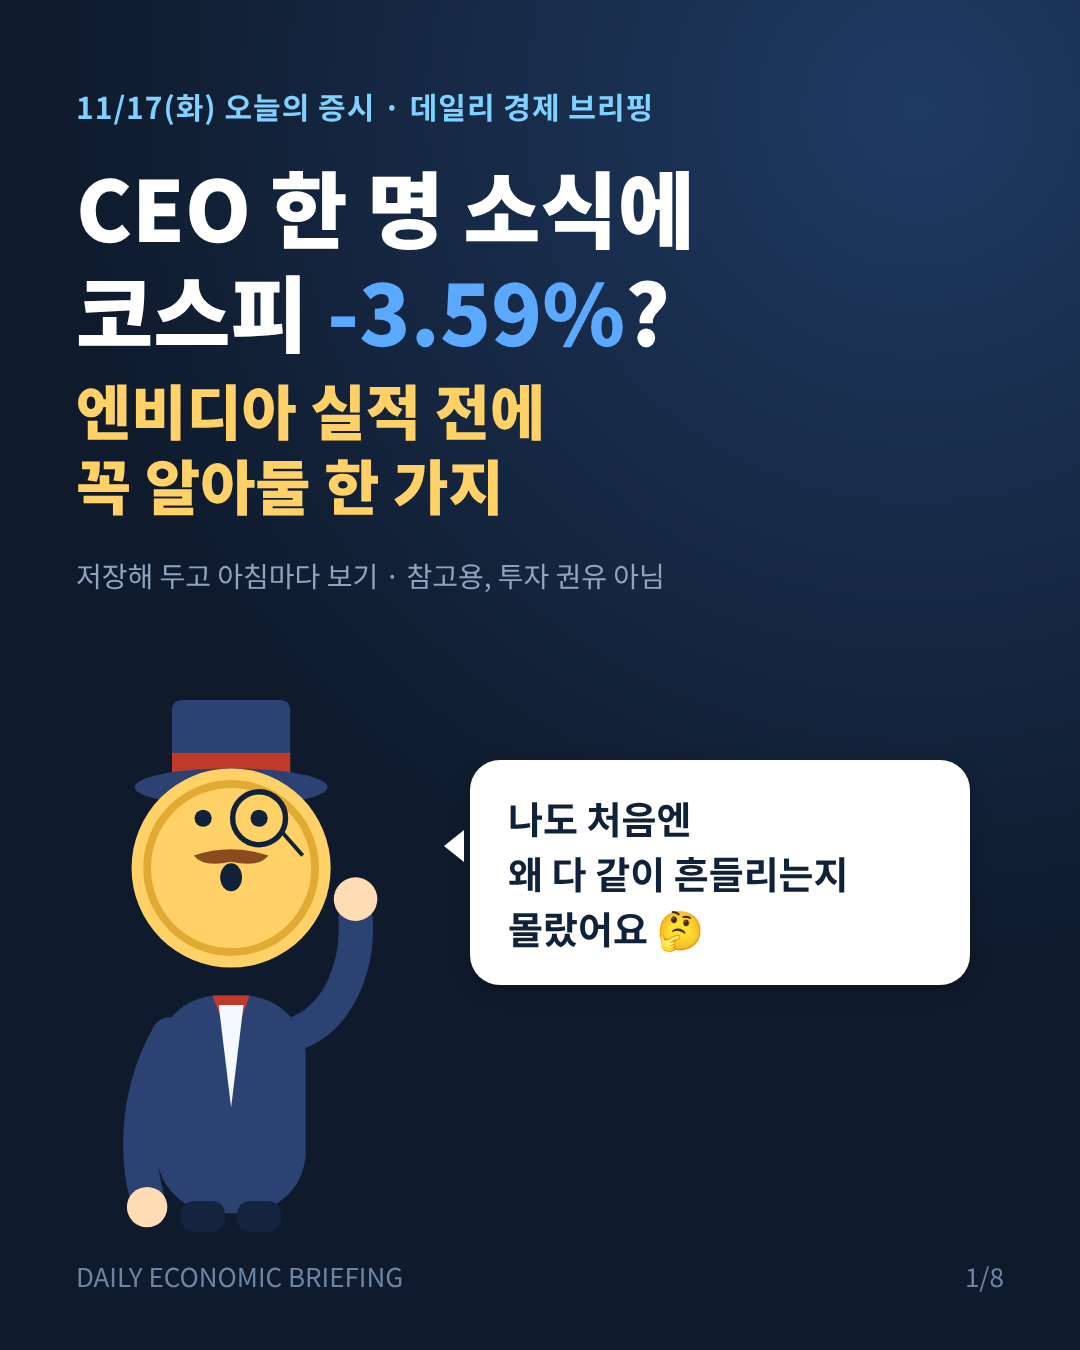 11/17(화) 오늘의 증시 · 데일리 경제 브리핑
CEO 한 명 소식에
코스피 -3.59%?
엔비디아 실적 전에
꼭 알아둘 한 가지
저장해 두고 아침마다 보기 · 참고용, 투자 권유 아님
나도 처음엔
왜 다 같이 흔들리는지
몰랐어요 🤔
DAILY ECONOMIC BRIEFING
1/8